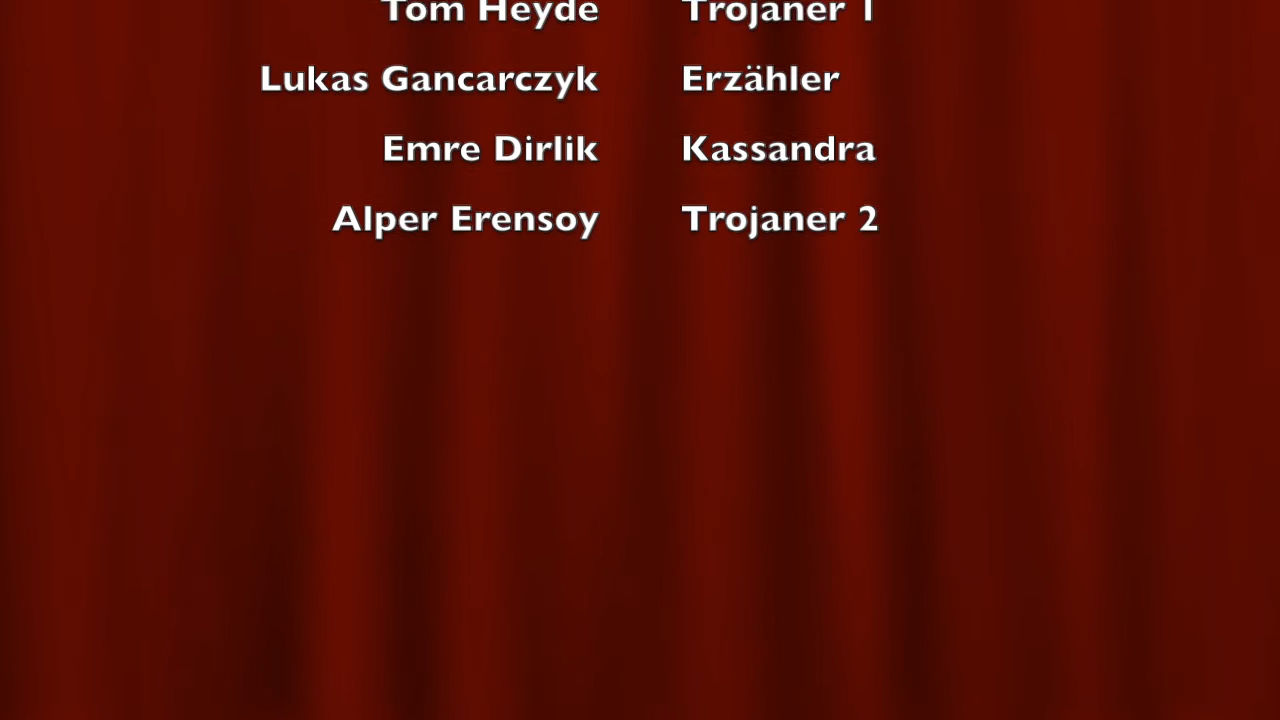 Tom Heyde Trojaner 1
Lukas Gancarczyk Erzähler
Emre Dirlik Kassandra
Alper Erensoy Trojaner 2